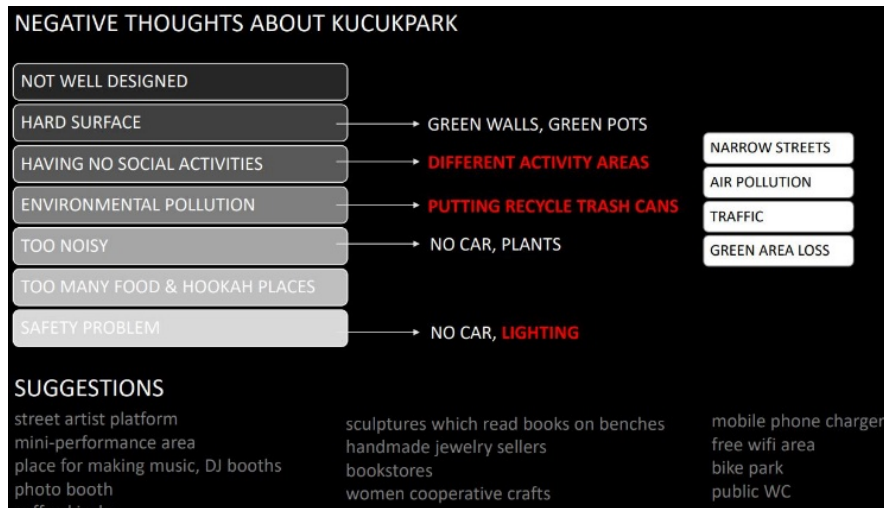 NEGATIVE THOUGHTS ABOUT KUCUKPARK
NOT WELL DESIGNED
HARD SURFACE
GREEN WALLS, GREEN POTS
HAVING NO SOCIAL ACTIVITIES
DIFFERENT ACTIVITY AREAS
ENVIRONMENTAL POLLUTION
PUTTING RECYCLE TRASH CANS
TOO NOISY
NO CAR, PLANTS
TOO MANY FOOD & HOOKAH PLACES
SAFETY PROBLEM
NO CAR, LIGHTING
NARROW STREETS
AIR POLLUTION
TRAFFIC
GREEN AREA LOSS
SUGGESTIONS
street artist platform
mini-performance area
place for making music, DJ booths
photo booth
sculptures which read books on benches
handmade jewelry sellers
bookstores
women cooperative crafts
mobile phone charger
free wifi area
bike park
public WC